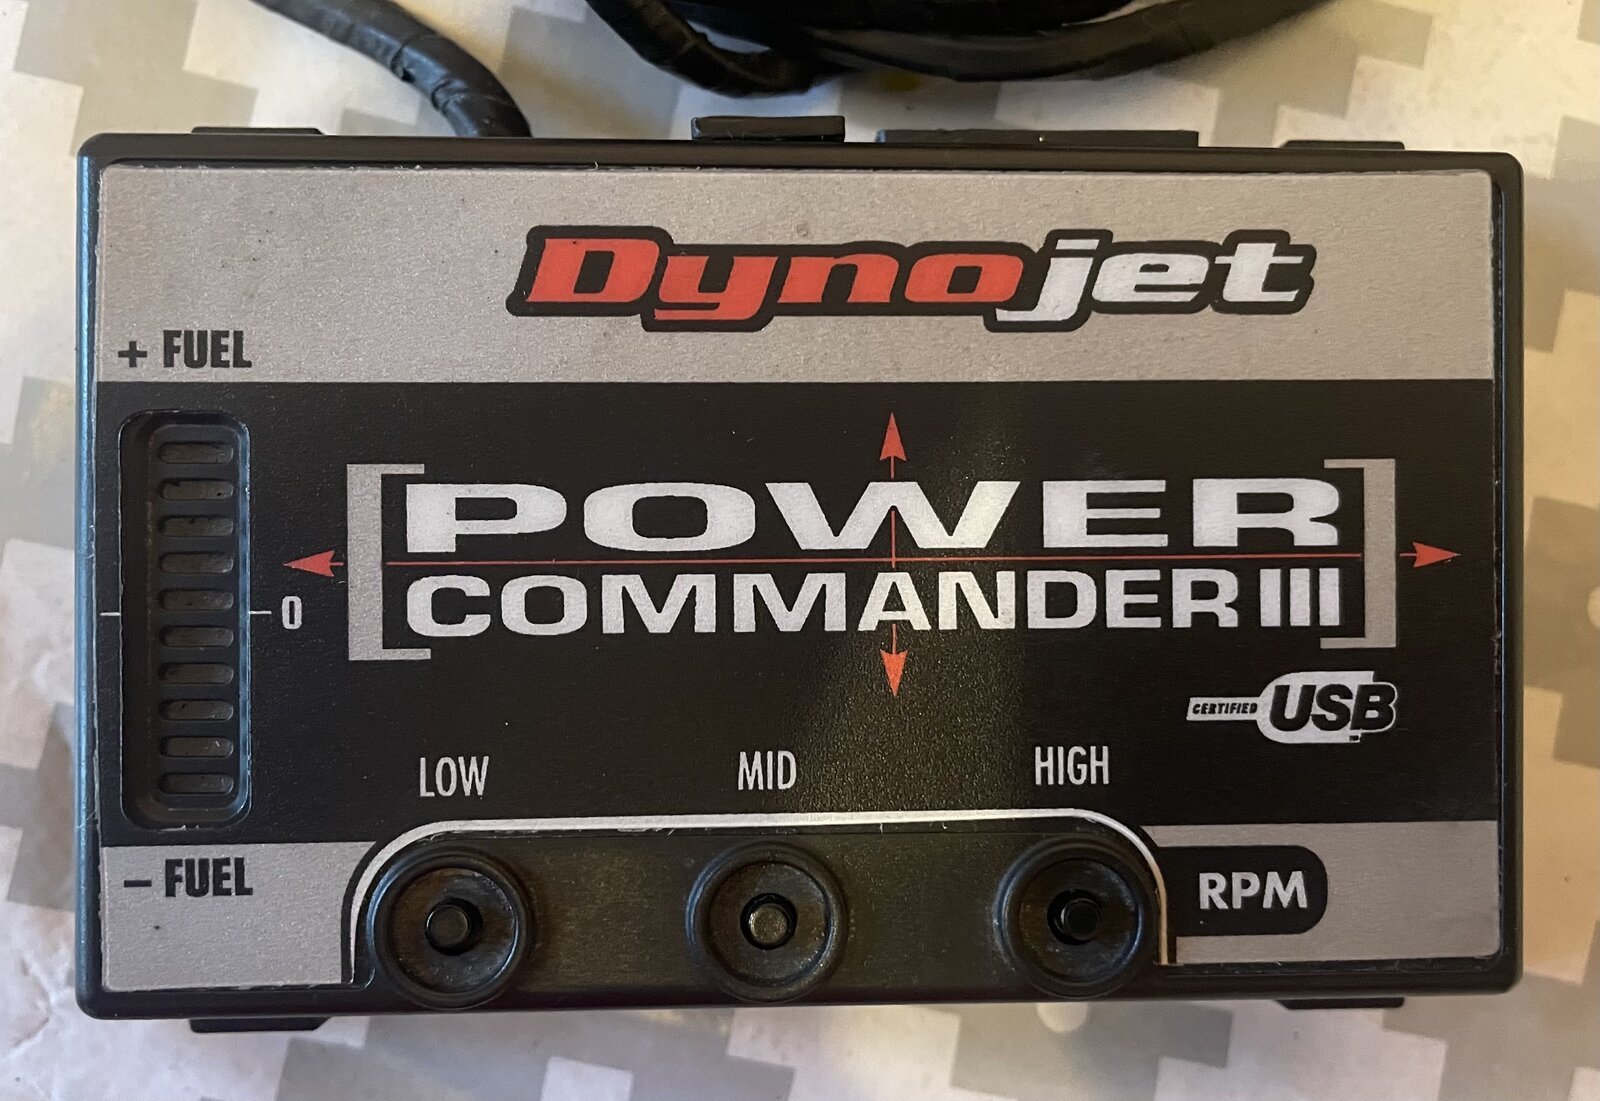 Dynojet
+ FUEL
POWER
COMMANDER III
0
CERTIFIED USB
LOW MID HIGH
– FUEL
RPM